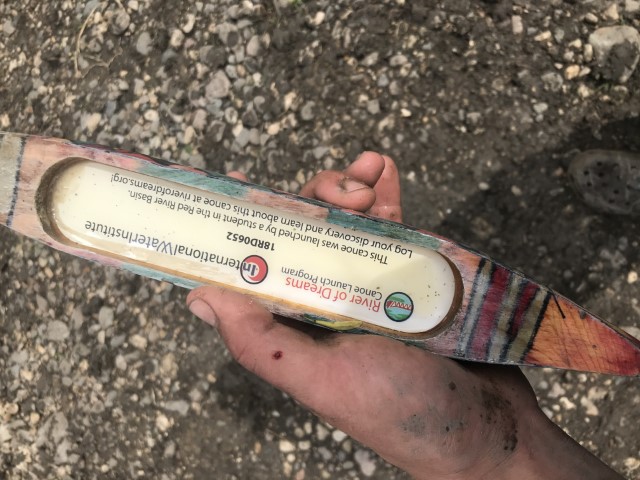 River of Dreams
Canoe Launch Program
InternationalWaterInstitute
18RD0652
This canoe was launched by a student in the Red River Basin.
Log your discovery and learn about this canoe at riverofdreams.org!